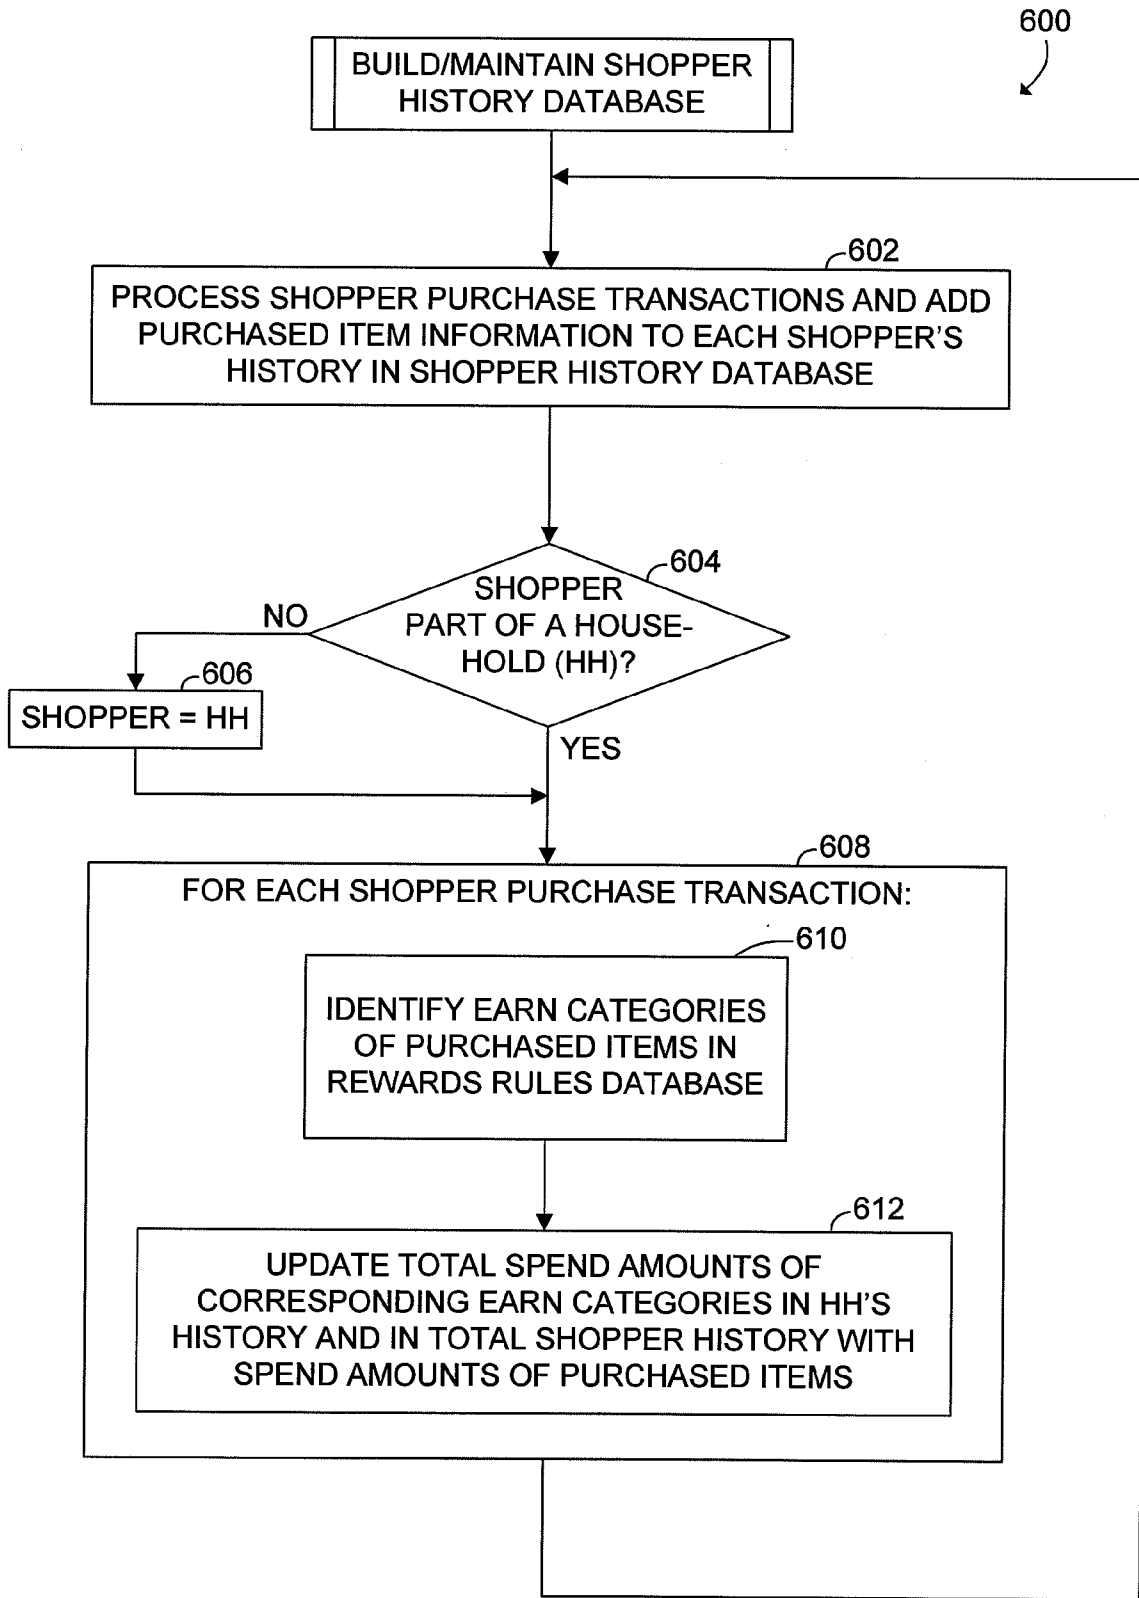 600
BUILD/MAINTAIN SHOPPER
HISTORY DATABASE
602
PROCESS SHOPPER PURCHASE TRANSACTIONS AND ADD
PURCHASED ITEM INFORMATION TO EACH SHOPPER'S
HISTORY IN SHOPPER HISTORY DATABASE
604
SHOPPER
PART OF A HOUSE-
HOLD (HH)?
NO
606
SHOPPER = HH
YES
608
FOR EACH SHOPPER PURCHASE TRANSACTION:
610
IDENTIFY EARN CATEGORIES
OF PURCHASED ITEMS IN
REWARDS RULES DATABASE
612
UPDATE TOTAL SPEND AMOUNTS OF
CORRESPONDING EARN CATEGORIES IN HH'S
HISTORY AND IN TOTAL SHOPPER HISTORY WITH
SPEND AMOUNTS OF PURCHASED ITEMS